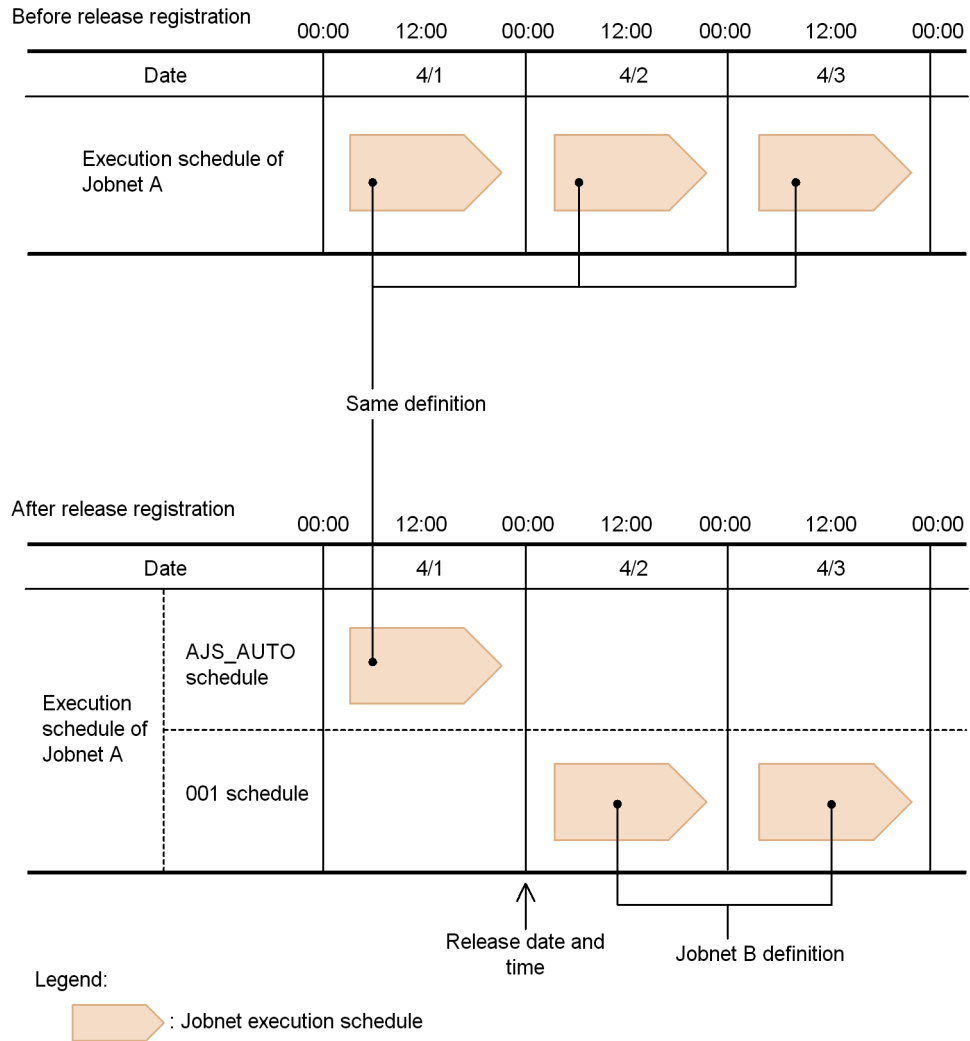 Before release registration
00:00 12:00 00:00 12:00 00:00 12:00 00:00
Date 4/1 4/2 4/3
Execution schedule of
Jobnet A
Same definition
After release registration
00:00 12:00 00:00 12:00 00:00 12:00 00:00
Date 4/1 4/2 4/3
AJS_AUTO
schedule
Execution
schedule of
Jobnet A
001 schedule
Release date and
time
Jobnet B definition
Legend:
: Jobnet execution schedule